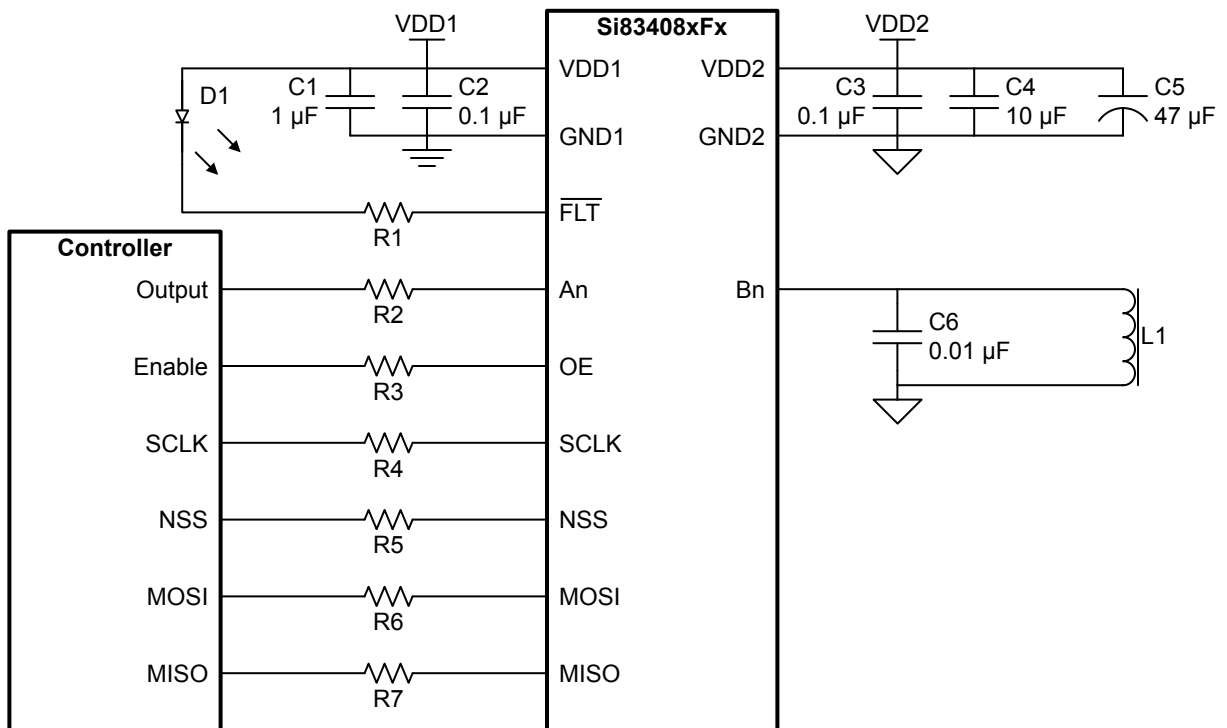 VDD1
Si83408xFx
VDD2
VDD1
VDD2
D1
C1
1 µF
C2
0.1 µF
C3
0.1 µF
C4
10 µF
C5
47 µF
GND1
GND2
FLT
R1
Controller
Output
R2
An
Bn
C6
0.01 µF
L1
Enable
R3
OE
SCLK
R4
SCLK
NSS
R5
NSS
MOSI
R6
MOSI
MISO
R7
MISO